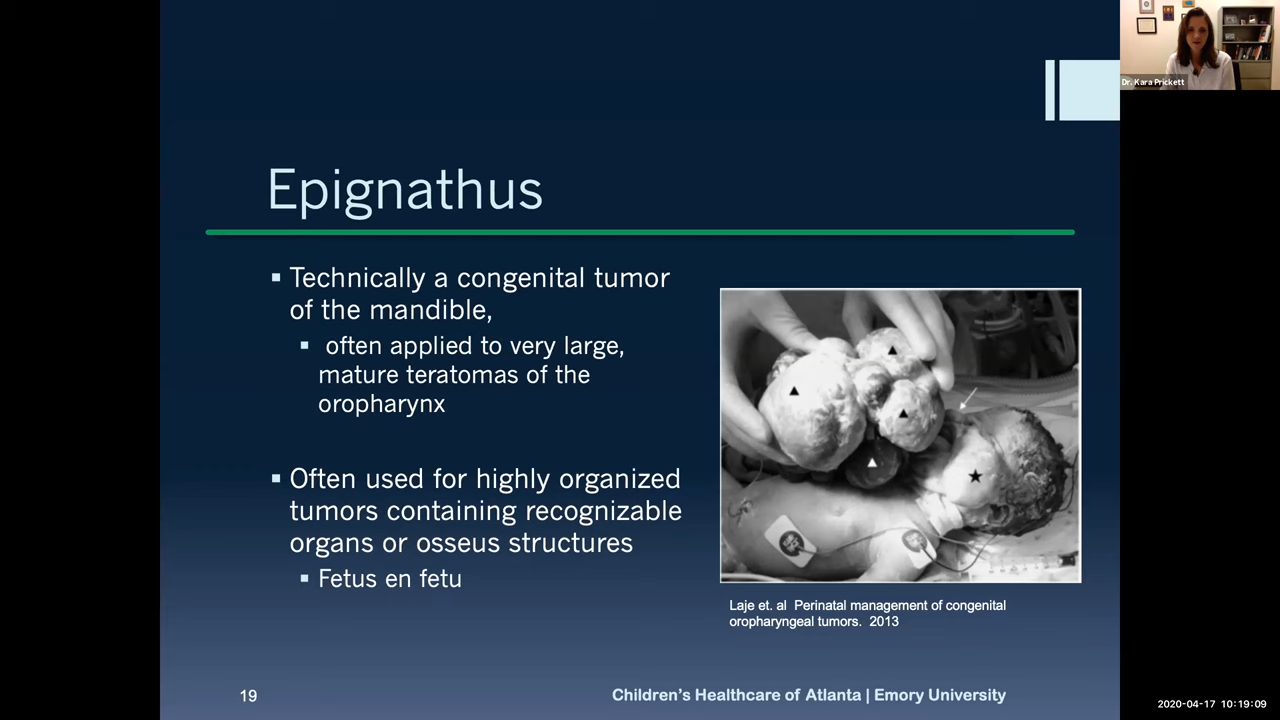 Dr. Kara Prickett
Epignathus
▪ Technically a congenital tumor
of the mandible,
▪ often applied to very large,
mature teratomas of the
oropharynx
▪ Often used for highly organized
tumors containing recognizable
organs or osseus structures
▪ Fetus en fetu
Laje et. al Perinatal management of congenital
oropharyngeal tumors. 2013
19
Children's Healthcare of Atlanta | Emory University
2020-04-17 10:19:09